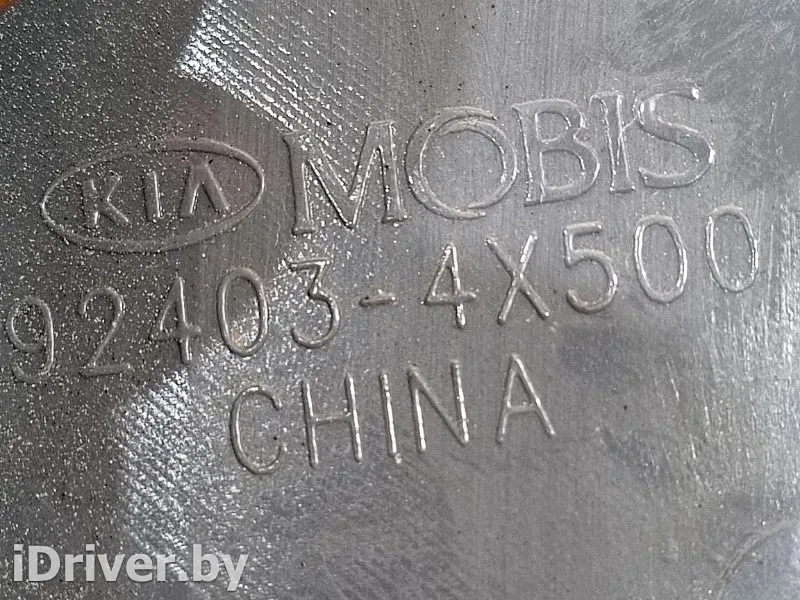 KIA MOBIS
92403-4X500
CHINA
iDriver.by